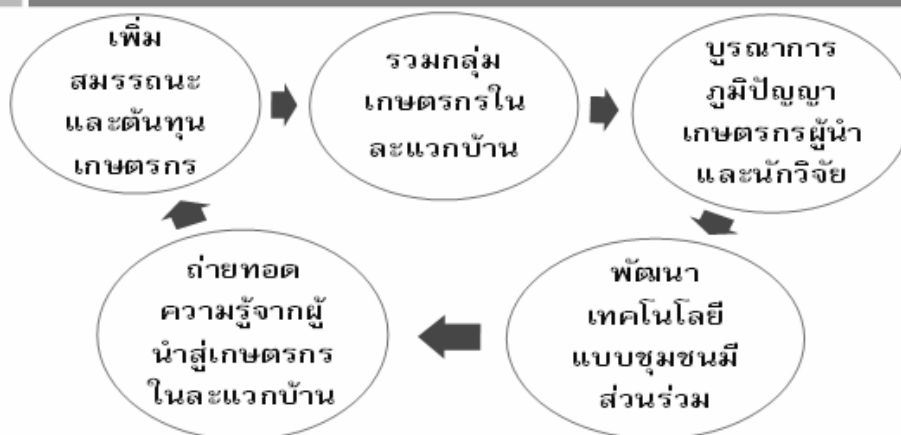 เพิ่ม
สมรรถนะ
และต้นทุน
เกษตรกร
รวมกลุ่ม
เกษตรกรใน
ละแวกบ้าน
บูรณาการ
ภูมิปัญญา
เกษตรกรผู้นำ
และนักวิจัย
พัฒนา
เทคโนโลยี
แบบชุมชนมี
ส่วนร่วม
ถ่ายทอด
ความรู้จากผู้
นำสู่เกษตรกร
ในละแวกบ้าน